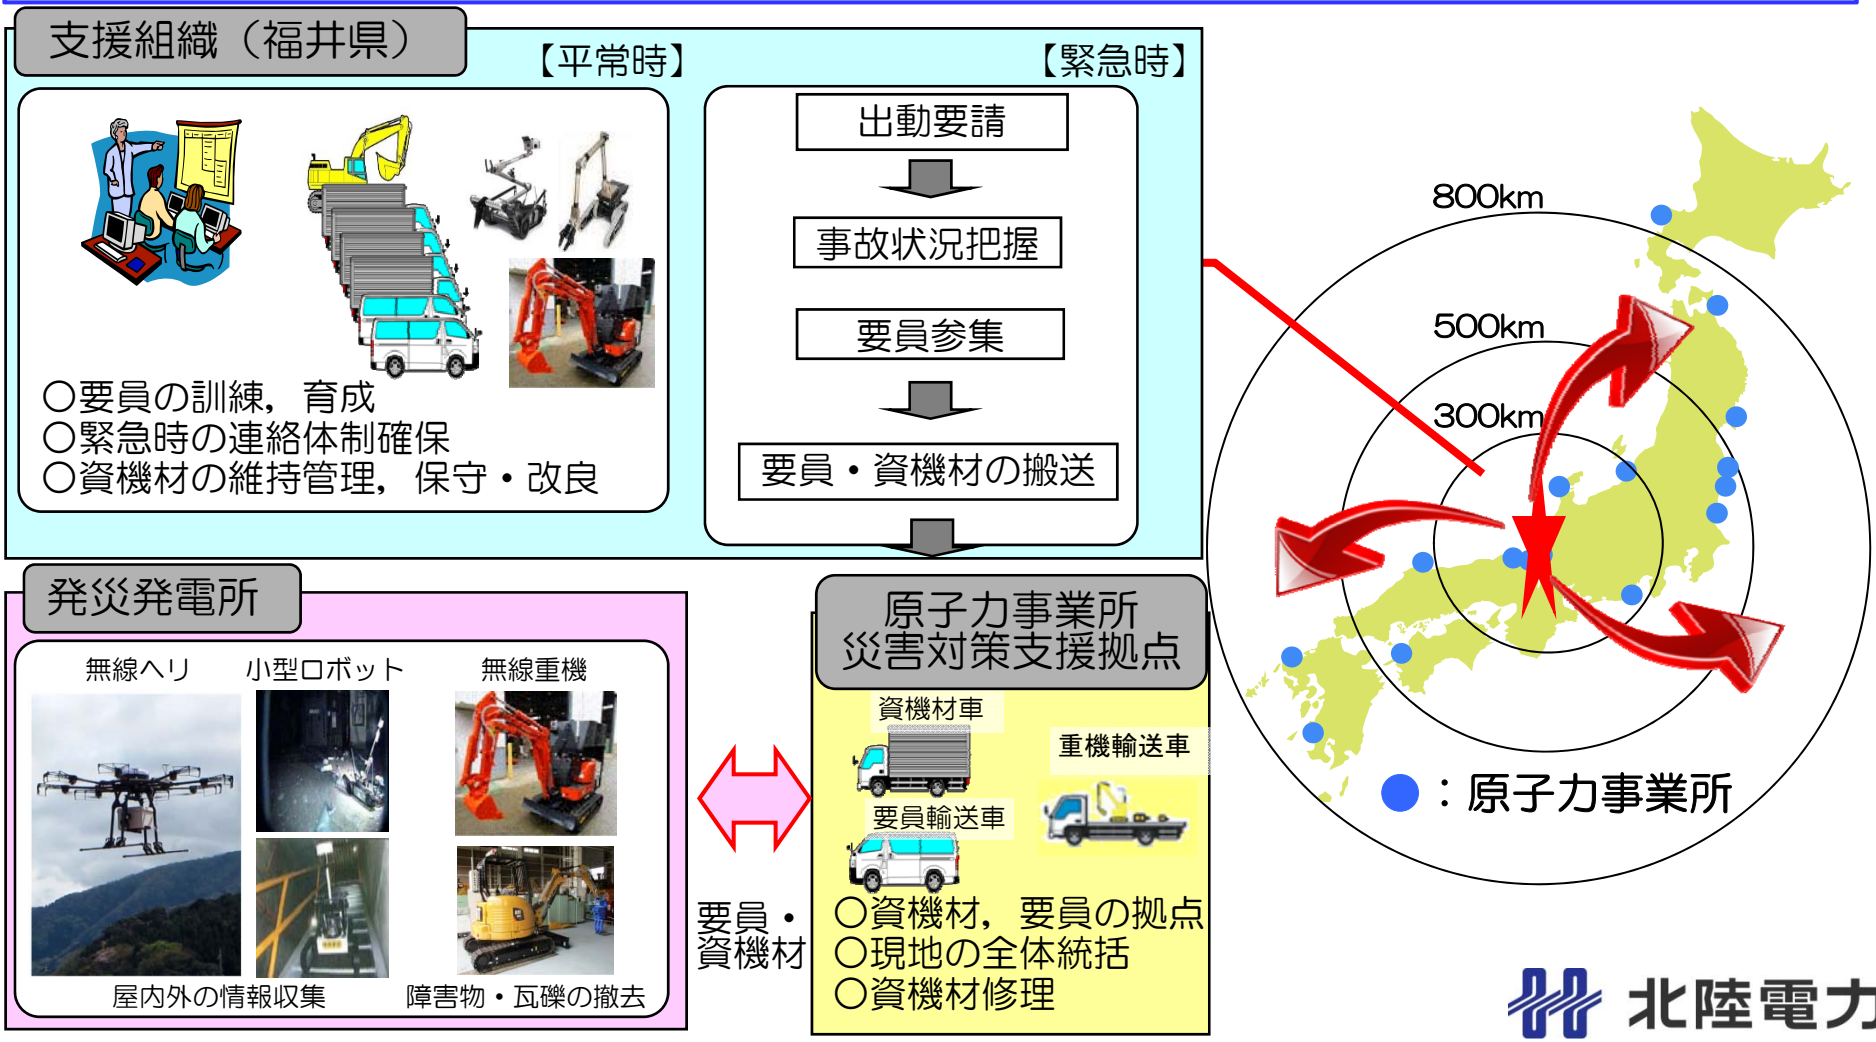 支援組織（福井県）
【平常時】
【緊急時】
○要員の訓練，育成
○緊急時の連絡体制確保
○資機材の維持管理，保守・改良
出動要請
事故状況把握
要員参集
要員・資機材の搬送
800km
500km
300km
●：原子力事業所
発災発電所
無線ヘリ
小型ロボット
無線重機
屋内外の情報収集
障害物・瓦礫の撤去
要員・
資機材
原子力事業所
災害対策支援拠点
資機材車
重機輸送車
要員輸送車
○資機材，要員の拠点
○現地の全体統括
○資機材修理
北陸電力